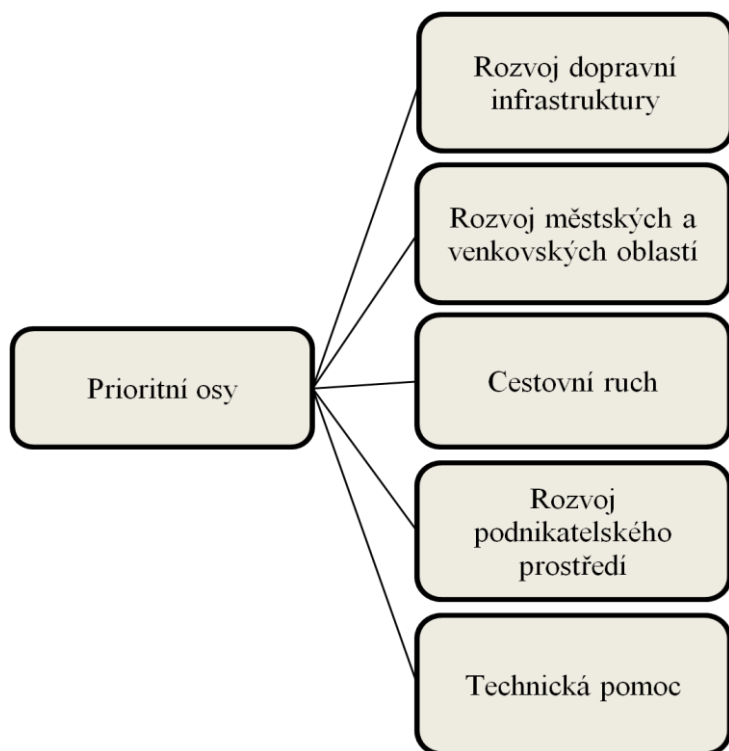 Rozvoj dopravní
infrastruktury
Rozvoj městských a
venkovských oblastí
Prioritní osy
Cestovní ruch
Rozvoj
podnikatelského
prostředí
Technická pomoc